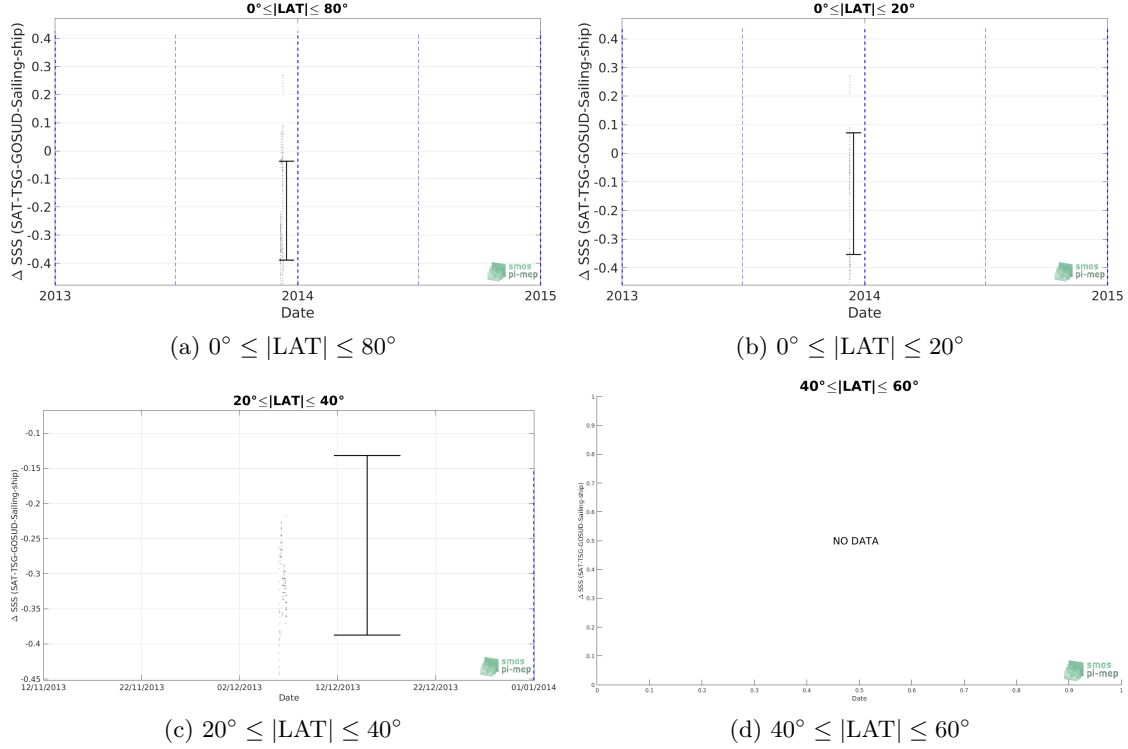 0°≤|LAT|≤ 80°
Δ SSS (SAT-TSG-GOSUD-Sailing-ship)
0.4
0.3
0.2
0.1
0
-0.1
-0.2
-0.3
-0.4
2013
2014
2015
Date
smos
pi-mep
(a) 0° ≤ |LAT| ≤ 80°
0°≤|LAT|≤ 20°
Δ SSS (SAT-TSG-GOSUD-Sailing-ship)
0.4
0.3
0.2
0.1
0
-0.1
-0.2
-0.3
-0.4
2013
2014
2015
Date
smos
pi-mep
(b) 0° ≤ |LAT| ≤ 20°
20°≤|LAT|≤ 40°
Δ SSS (SAT-TSG-GOSUD-Sailing-ship)
-0.1
-0.15
-0.2
-0.25
-0.3
-0.35
-0.4
-0.45
12/11/2013
22/11/2013
02/12/2013
12/12/2013
22/12/2013
01/01/2014
Date
smos
pi-mep
(c) 20° ≤ |LAT| ≤ 40°
40°≤|LAT|≤ 60°
Δ SSS (SAT-TSG-GOSUD-Sailing-ship)
1
0.9
0.8
0.7
0.6
0.5
0.4
0.3
0.2
0.1
0
NO DATA
0
0.1
0.2
0.3
0.4
0.5
0.6
0.7
0.8
0.9
1
Date
smos
pi-mep
(d) 40° ≤ |LAT| ≤ 60°